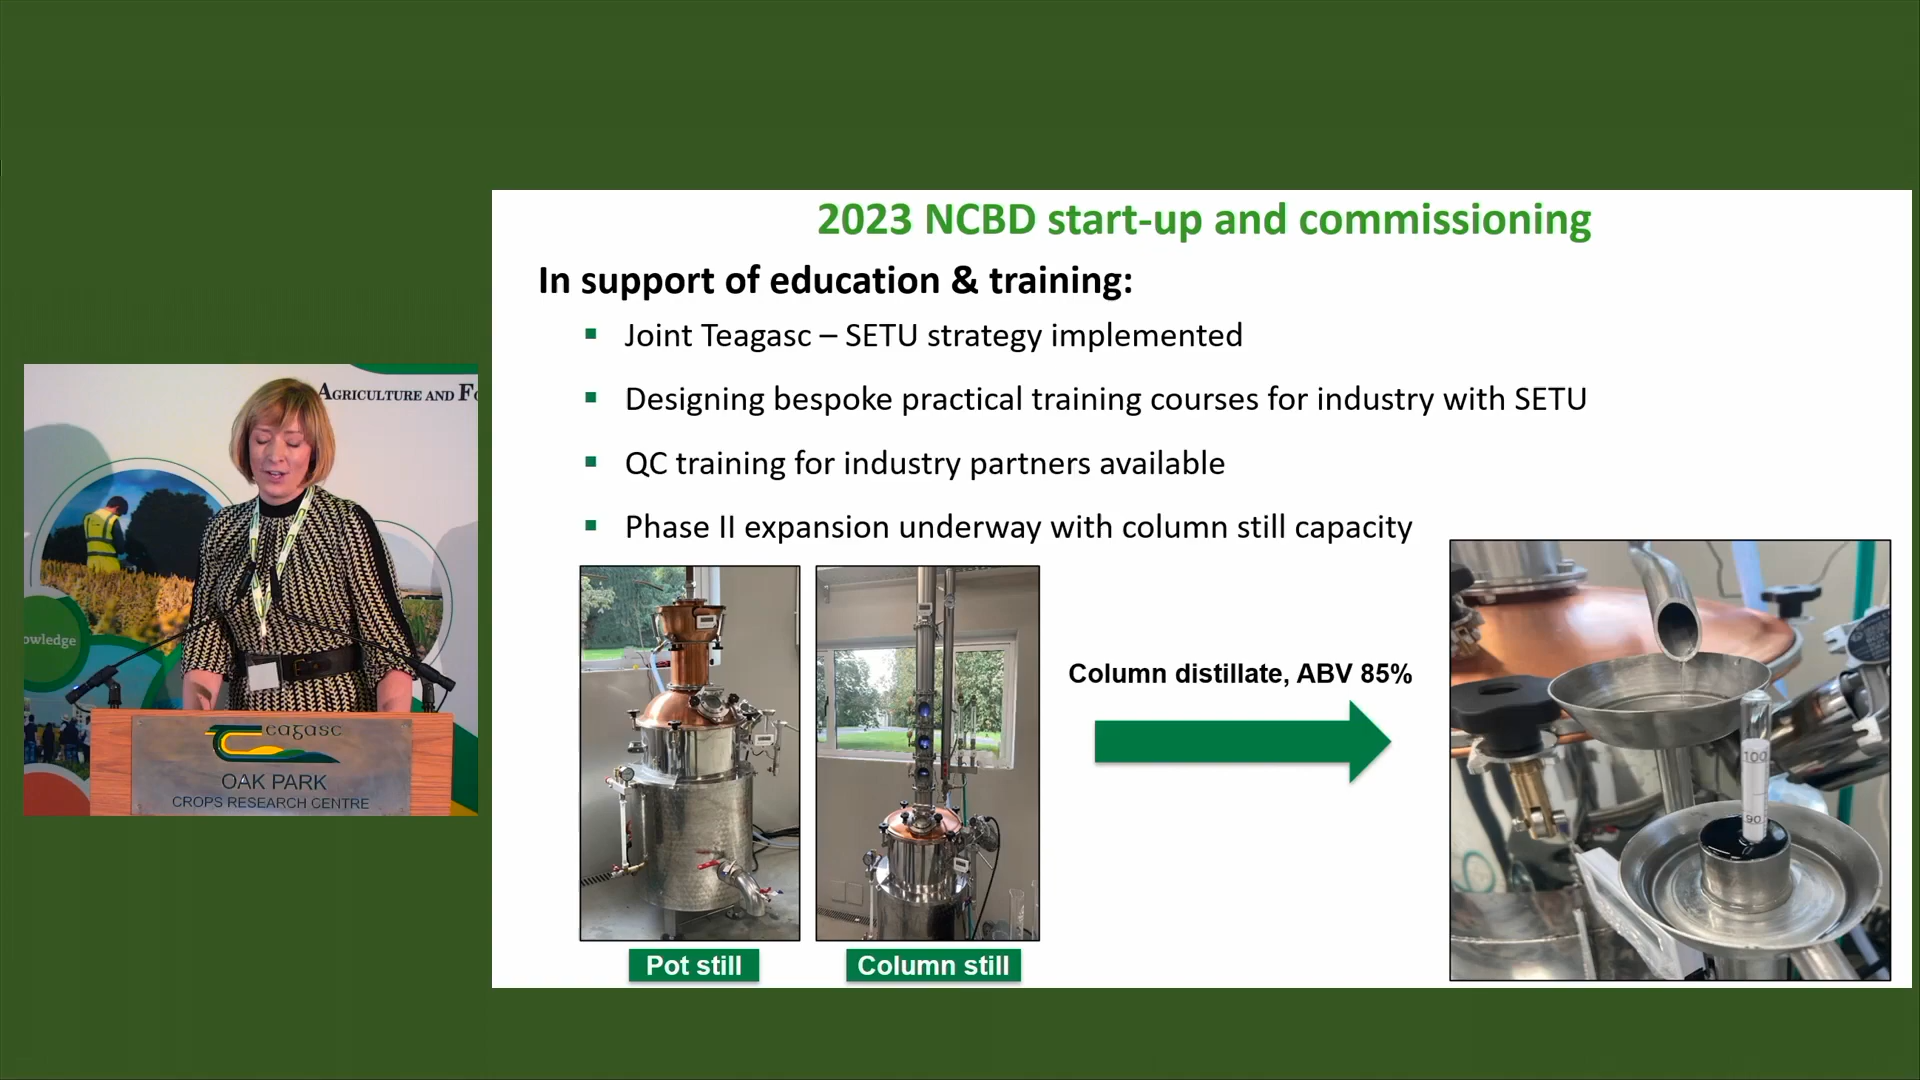 2023 NCBD start-up and commissioning
In support of education & training:
▪ Joint Teagasc – SETU strategy implemented
▪ Designing bespoke practical training courses for industry with SETU
▪ QC training for industry partners available
▪ Phase II expansion underway with column still capacity
Column distillate, ABV 85%
100
90
Pot still
Column still
AGRICULTURE AND
owledge
eagasc
OAK PARK
CROPS RESEARCH CENTRE